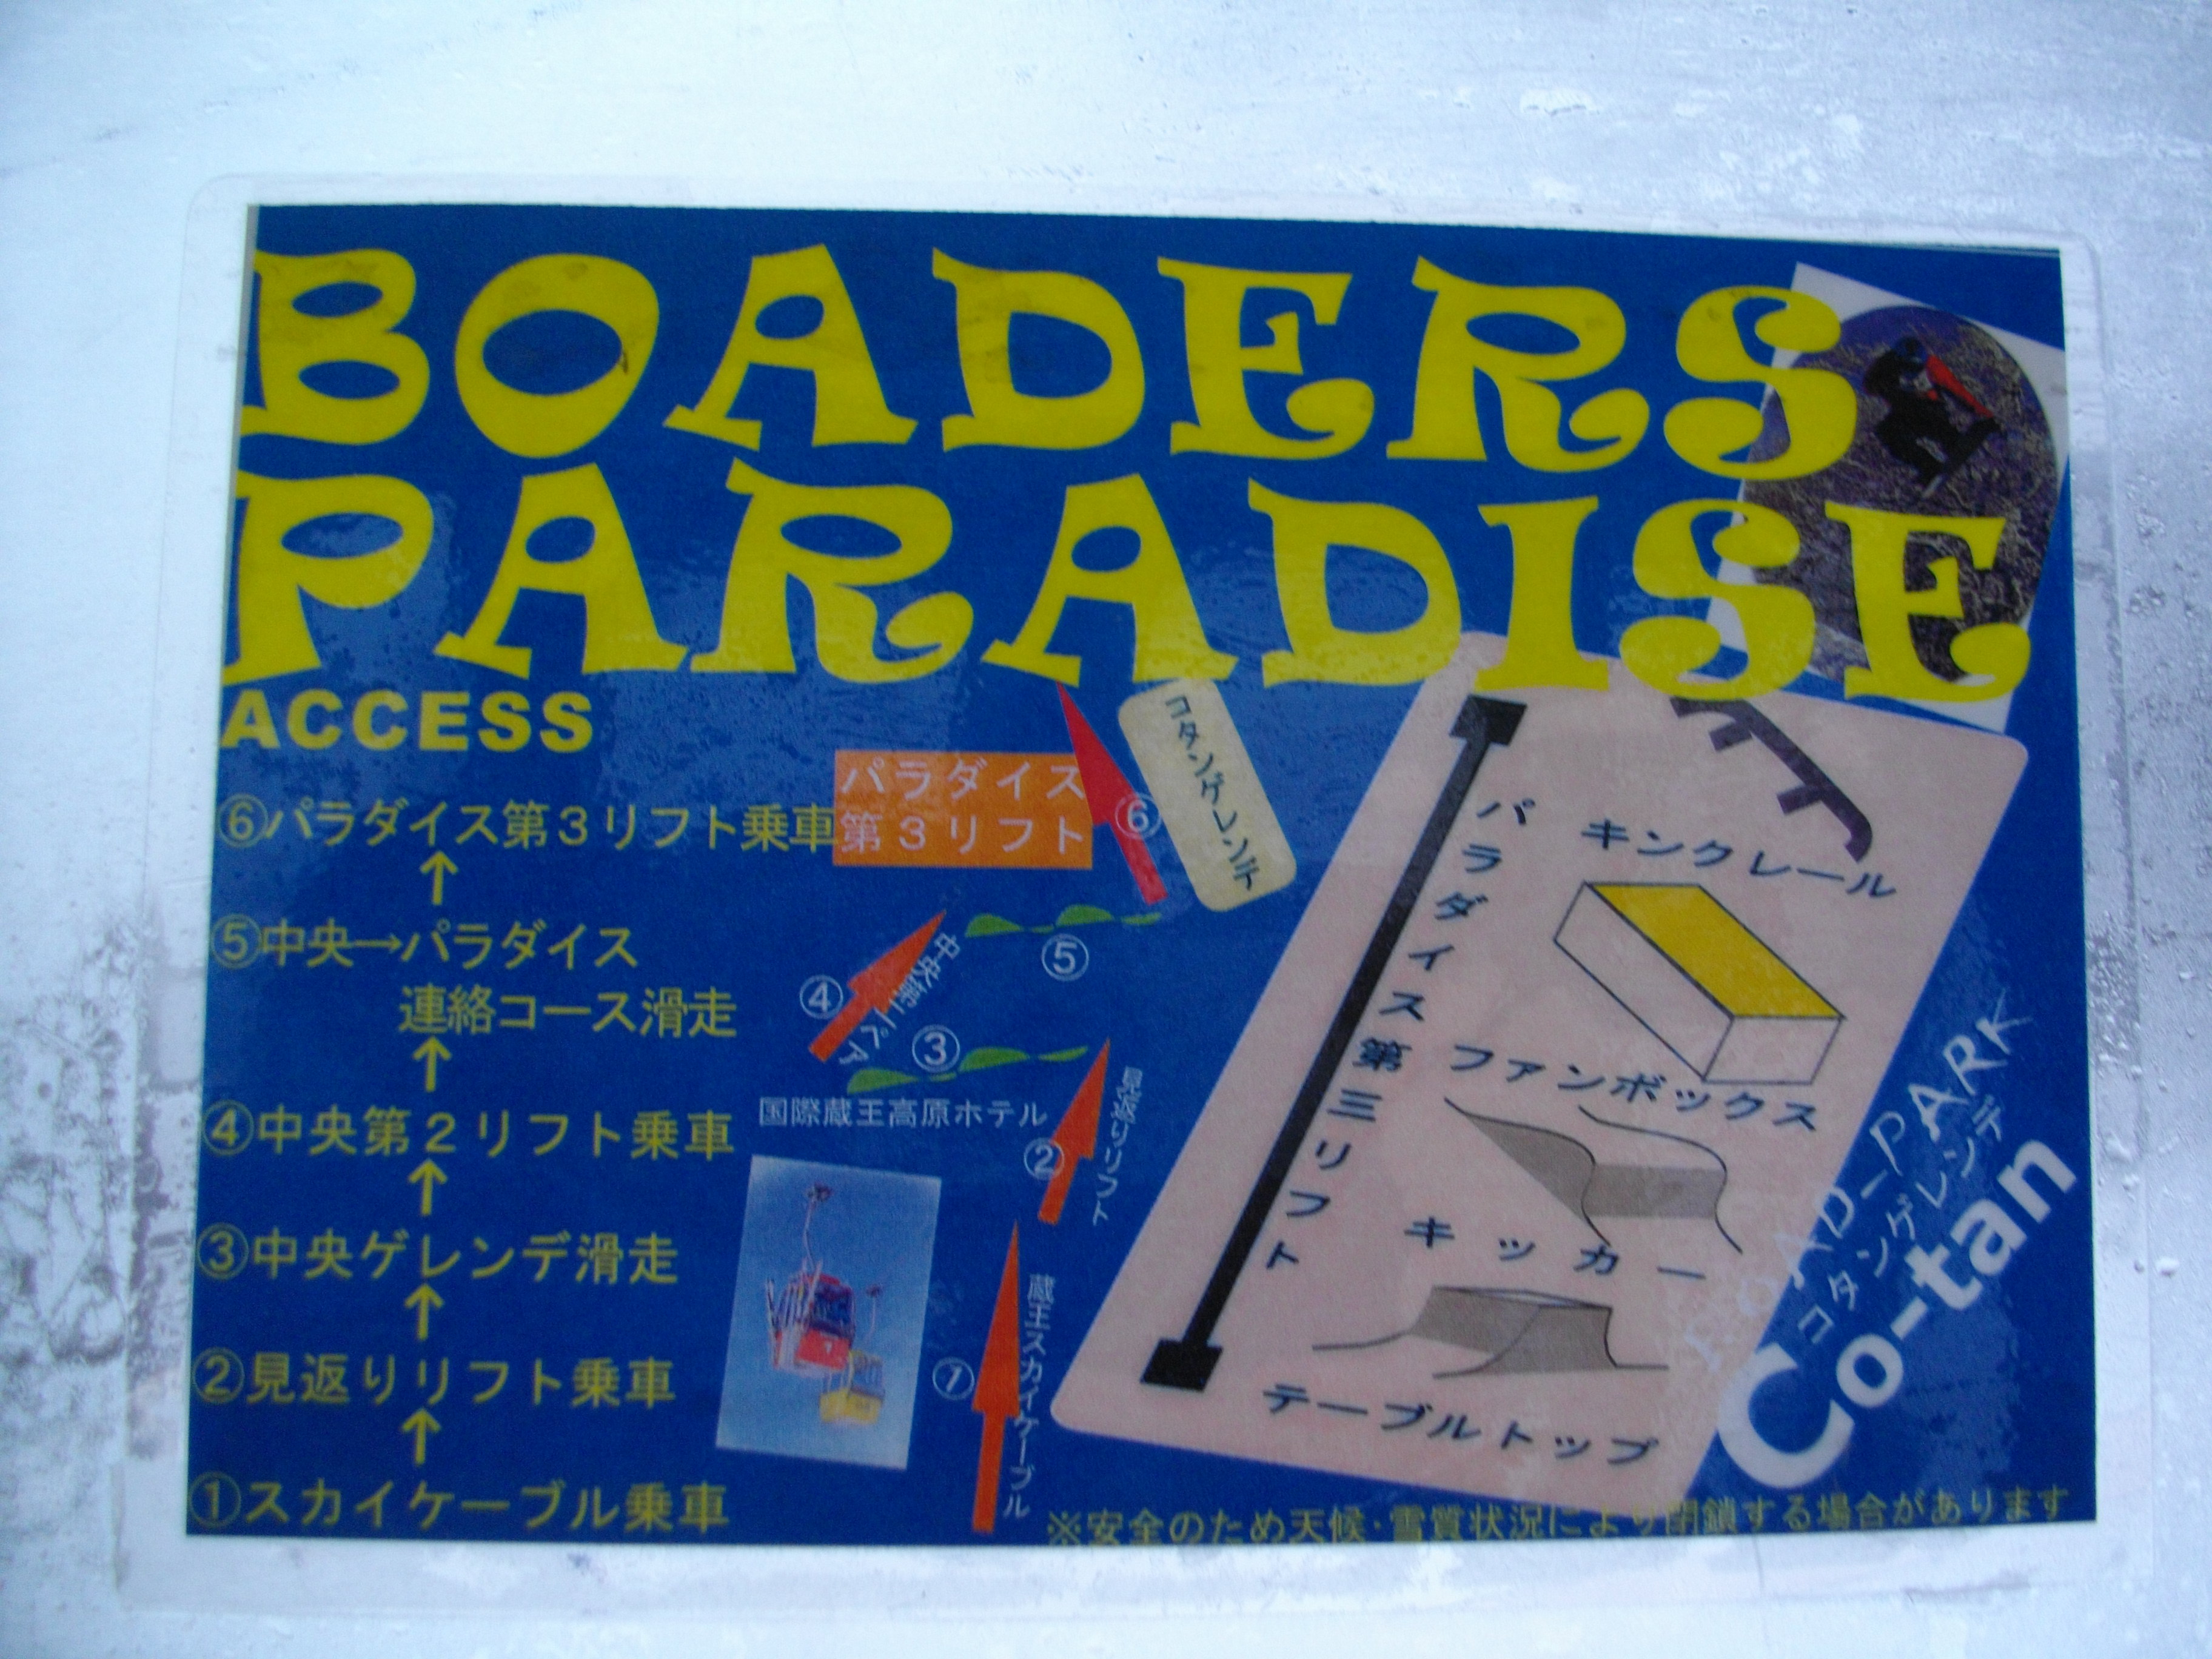 BOADERS
PARADISE
ACCESS
⑥パラダイス第3リフト乗車
↑
⑤中央→パラダイス
連絡コース滑走
↑
④中央第2リフト乗車
↑
③中央ゲレンデ滑走
↑
②見返りリフト乗車
↑
①スカイケーブル乗車
パラダイス
第3リフト
⑥
コタンゲレンデ
⑤
④
中央第二ペア
③
国際蔵王高原ホテル
②
見返りリフト
①
蔵王スカイケーブル
パラダイス第三リフト
キンクレール
ファンボックス
キッカー
テーブルトップ
BOAD-PARK
コタンゲレンデ
Co-tan
※安全のため天候・雪質状況により閉鎖する場合があります